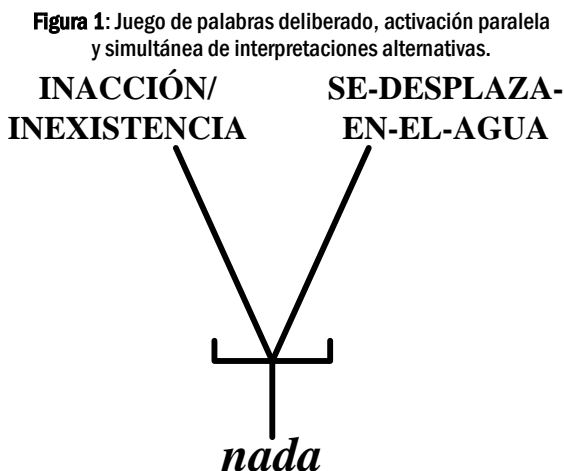 Figura 1: Juego de palabras deliberado, activación paralela
y simultánea de interpretaciones alternativas.
INACCIÓN/
INEXISTENCIA
SE-DESPLAZA-
EN-EL-AGUA
nada